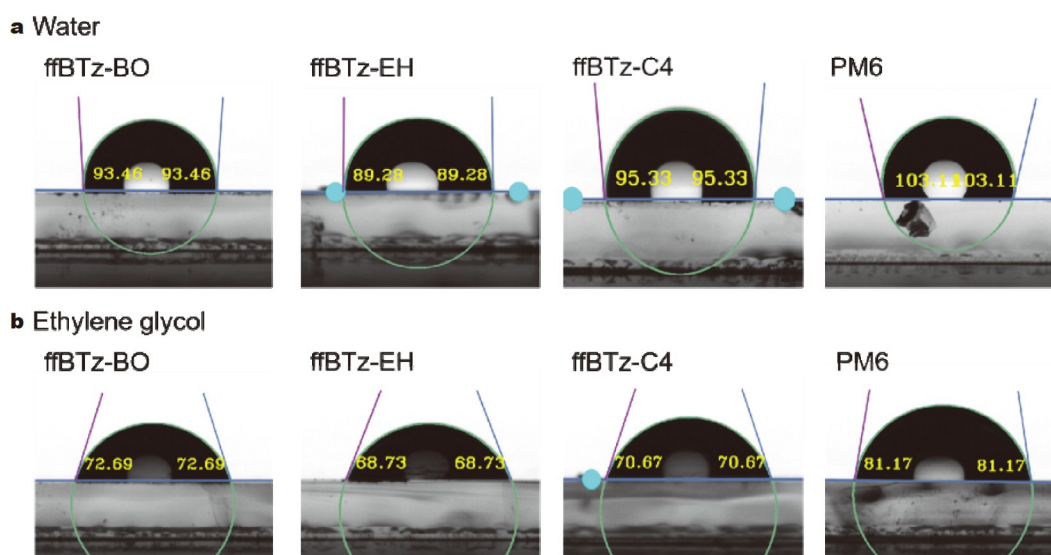 a Water
ffBTz-BO ffBTz-EH ffBTz-C4 PM6
93.46 93.46 89.28 89.28 95.33 95.33 103.11 103.11
b Ethylene glycol
ffBTz-BO ffBTz-EH ffBTz-C4 PM6
72.69 72.69 68.73 68.73 70.67 70.67 81.17 81.17